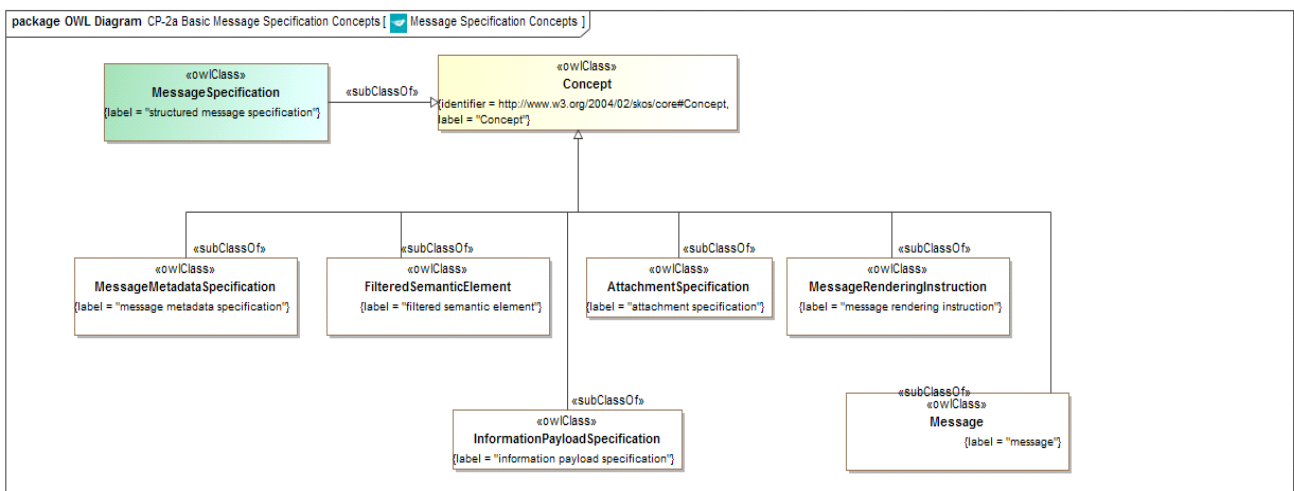 package OWL Diagram CP-2a Basic Message Specification Concepts [ Message Specification Concepts ]
«owlClass»
MessageSpecification
{label = "structured message specification"}
«subClassOf»
«owlClass»
Concept
{identifier = http://www.w3.org/2004/02/skos/core#Concept,
label = "Concept"}
«subClassOf»
«owlClass»
MessageMetadataSpecification
{label = "message metadata specification"}
«subClassOf»
«owlClass»
FilteredSemanticElement
{label = "filtered semantic element"}
«subClassOf»
«owlClass»
AttachmentSpecification
{label = "attachment specification"}
«subClassOf»
«owlClass»
MessageRenderingInstruction
{label = "message rendering instruction"}
«subClassOf»
«owlClass»
InformationPayloadSpecification
{label = "information payload specification"}
«subClassOf»
«owlClass»
Message
{label = "message"}